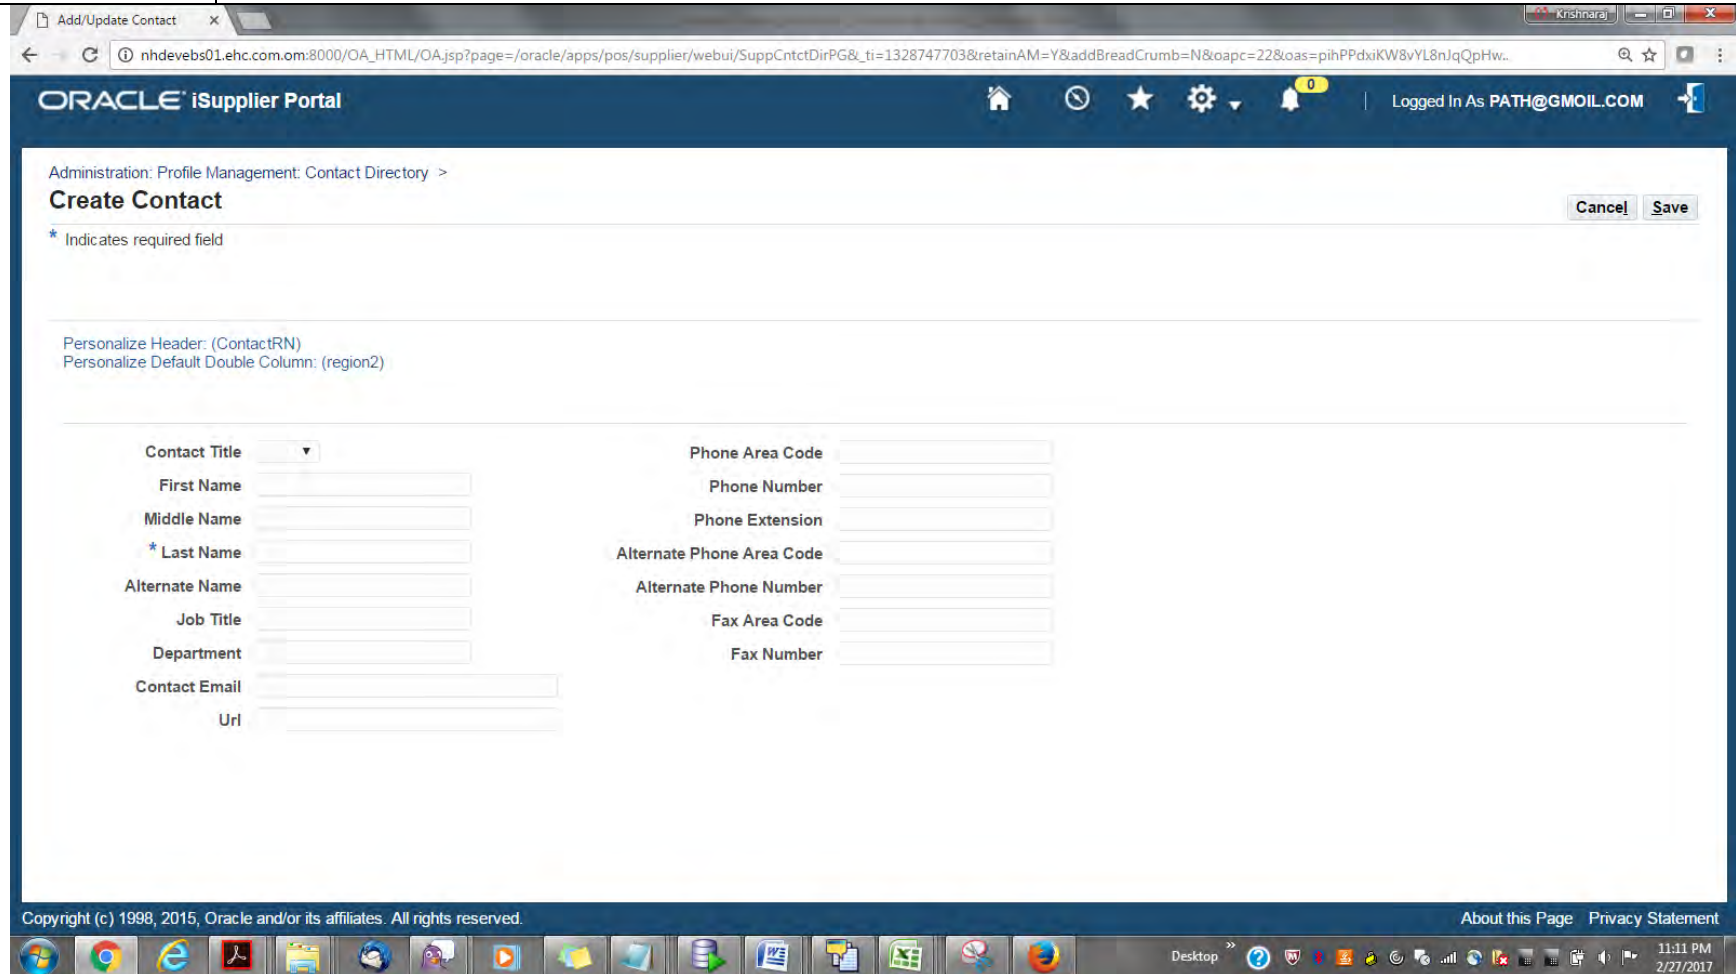 Add/Update Contact
Krishnaraj
nhdevebs01.ehc.com.om:8000/OA_HTML/OA.jsp?page=/oracle/apps/pos/supplier/webui/SuppCntctDirPG&_ti=1328747703&retainAM=Y&addBreadCrumb=N&oapc=22&oas=pihPPdxiKW8vYL8nJqQpHw..
ORACLE iSupplier Portal
0
Logged In As PATH@GMOIL.COM
Administration: Profile Management: Contact Directory >
Create Contact
Cancel Save
* Indicates required field
Personalize Header: (ContactRN)
Personalize Default Double Column: (region2)
Contact Title
Phone Area Code
First Name
Phone Number
Middle Name
Phone Extension
* Last Name
Alternate Phone Area Code
Alternate Name
Alternate Phone Number
Job Title
Fax Area Code
Department
Fax Number
Contact Email
Url
Copyright (c) 1998, 2015, Oracle and/or its affiliates. All rights reserved.
About this Page Privacy Statement
Desktop
11:11 PM
2/27/2017